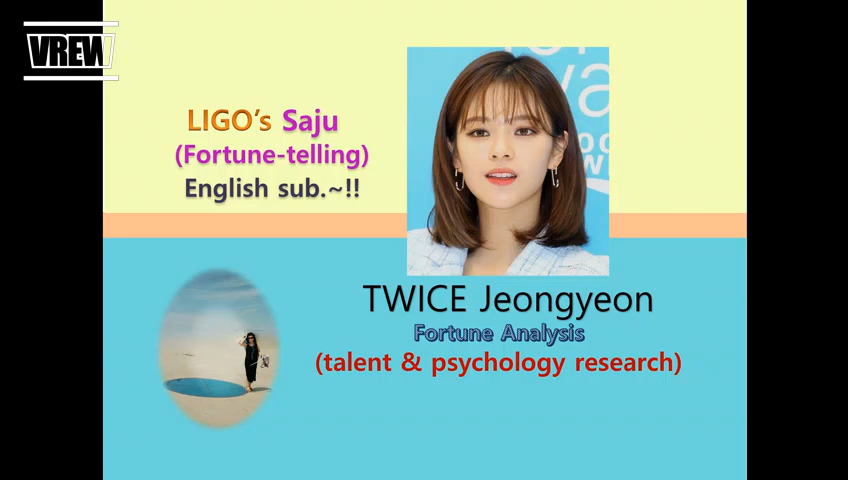 VREW
LIGO's Saju
(Fortune-telling)
English sub.~!!
TWICE Jeongyeon
Fortune Analysis
(talent & psychology research)